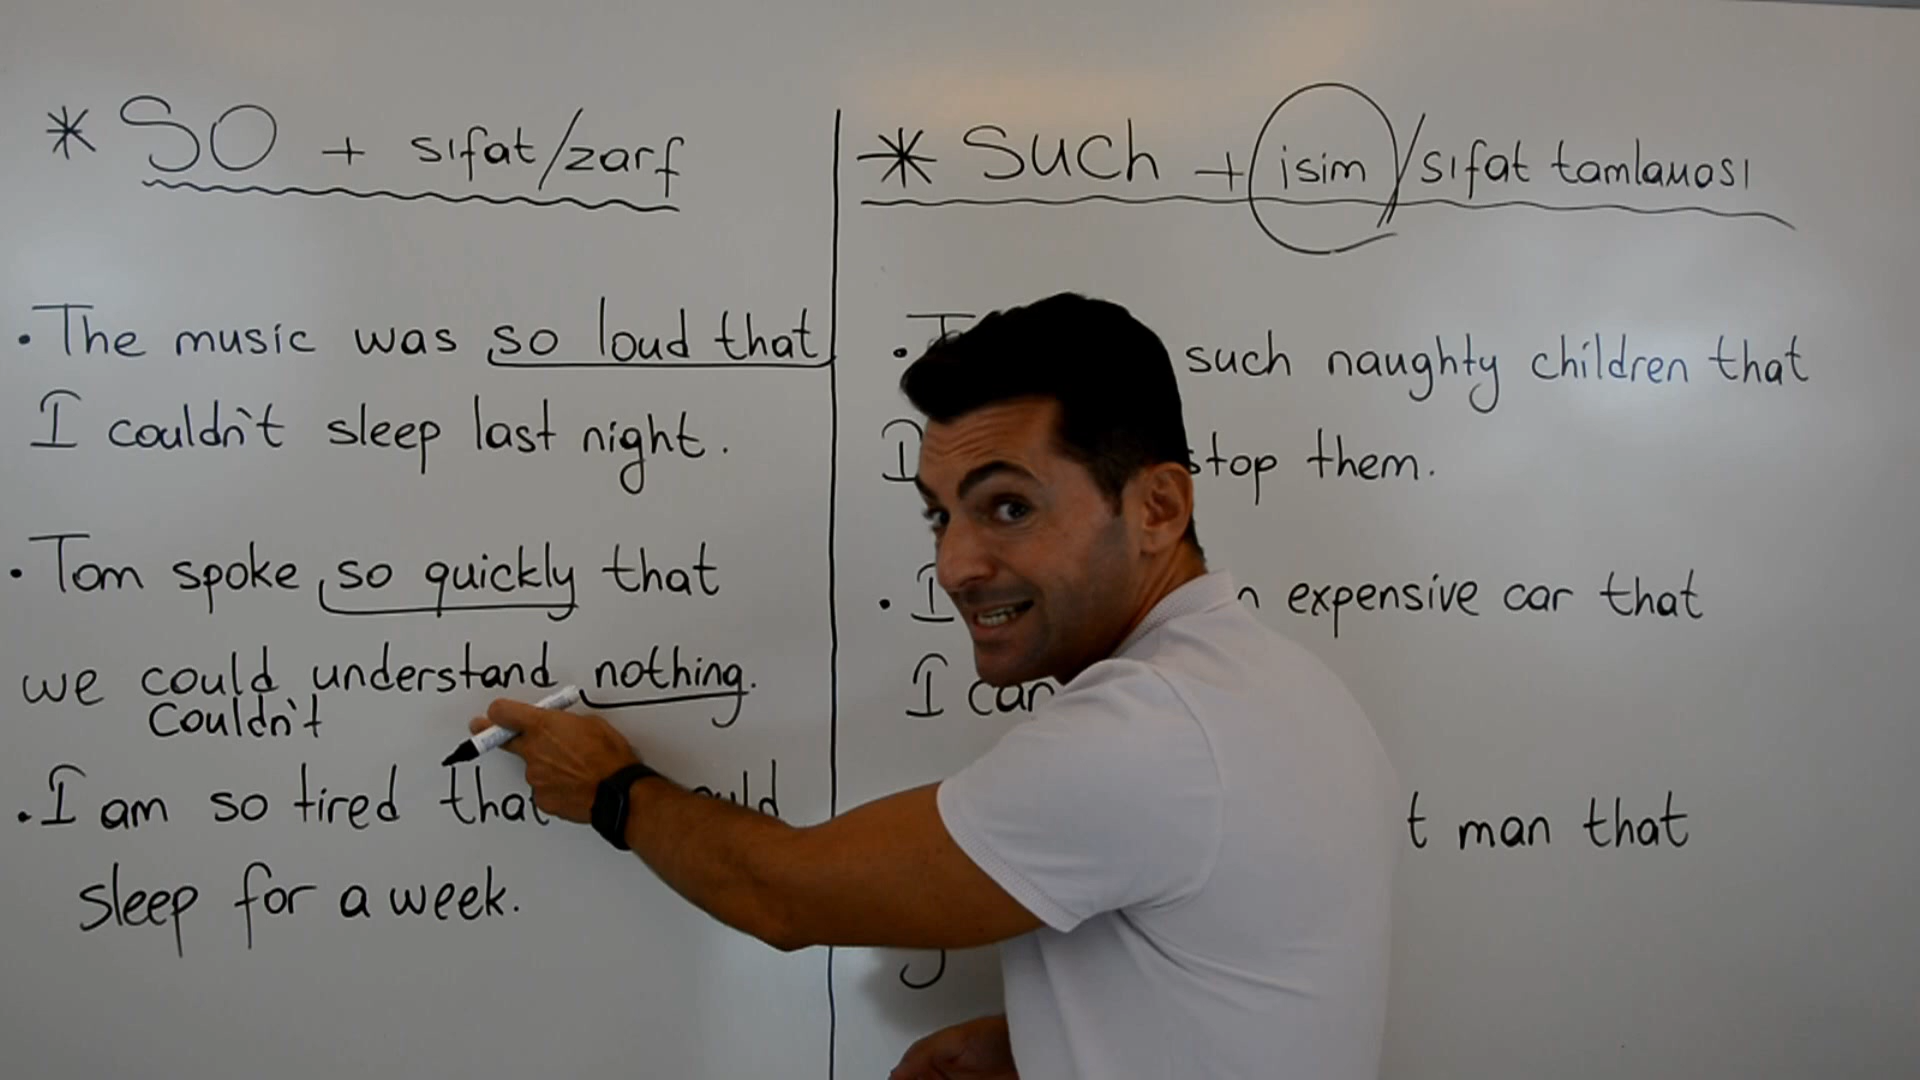 * SO + sıfat/zarf
• The music was so loud that
I couldn't sleep last night.
• Tom spoke so quickly that
we could understand nothing.
couldn't
• I am so tired that
sleep for a week.
* Such + isim/sıfat tamlaması
such naughty children that
I stop them.
• I expensive car that
I can
man that